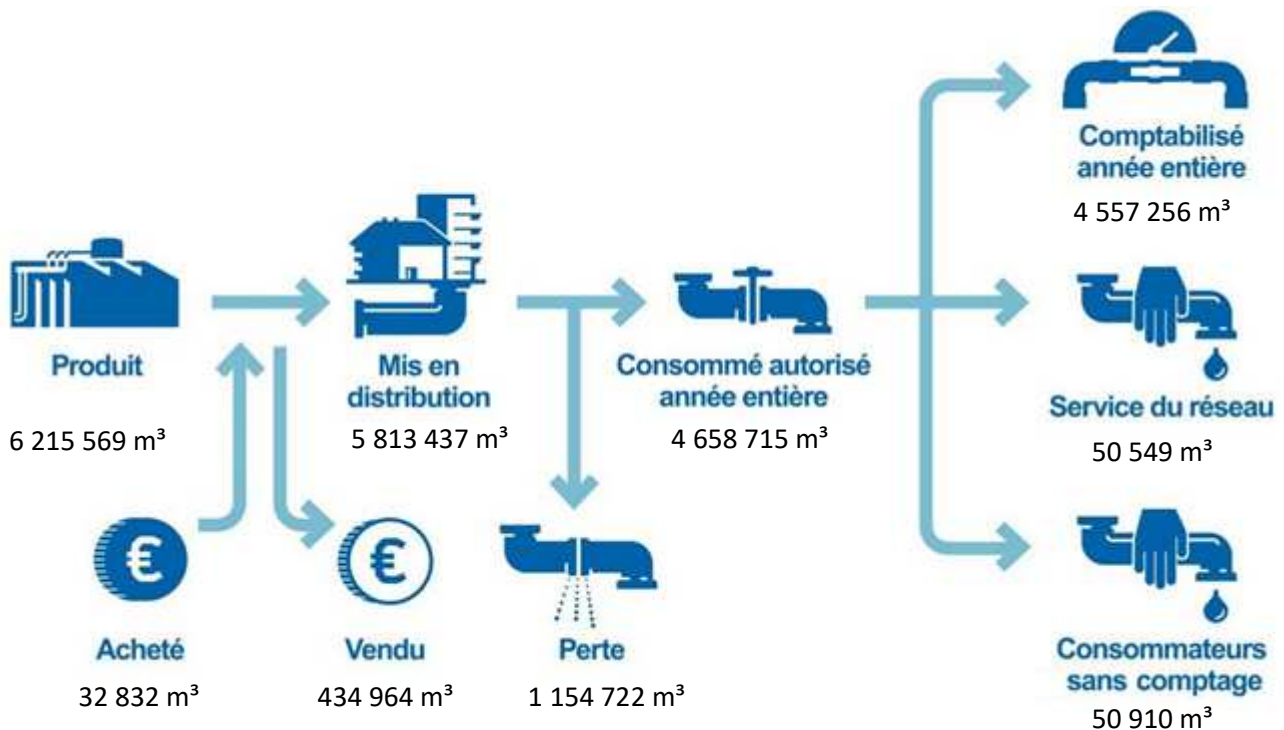 Comptabilisé
année entière
4 557 256 m³
Produit
6 215 569 m³
Mis en
distribution
5 813 437 m³
Consommé autorisé
année entière
4 658 715 m³
Service du réseau
50 549 m³
€
Acheté
32 832 m³
€
Vendu
434 964 m³
Perte
1 154 722 m³
Consommateurs
sans comptage
50 910 m³